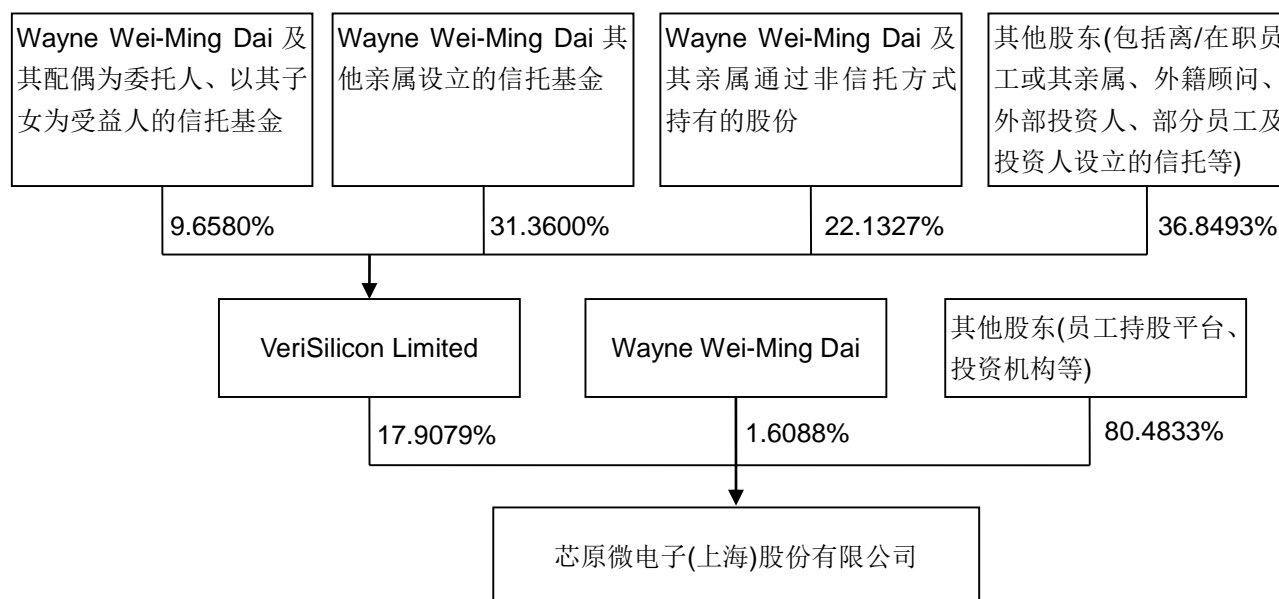 Wayne Wei-Ming Dai 及
其配偶为委托人、以其子
女为受益人的信托基金
Wayne Wei-Ming Dai 其
他亲属设立的信托基金
Wayne Wei-Ming Dai 及
其亲属通过非信托方式
持有的股份
其他股东(包括离/在职员
工或其亲属、外籍顾问、
外部投资人、部分员工及
投资人设立的信托等)
9.6580%
31.3600%
22.1327%
36.8493%
VeriSilicon Limited
Wayne Wei-Ming Dai
其他股东(员工持股平台、
投资机构等)
17.9079%
1.6088%
80.4833%
芯原微电子(上海)股份有限公司